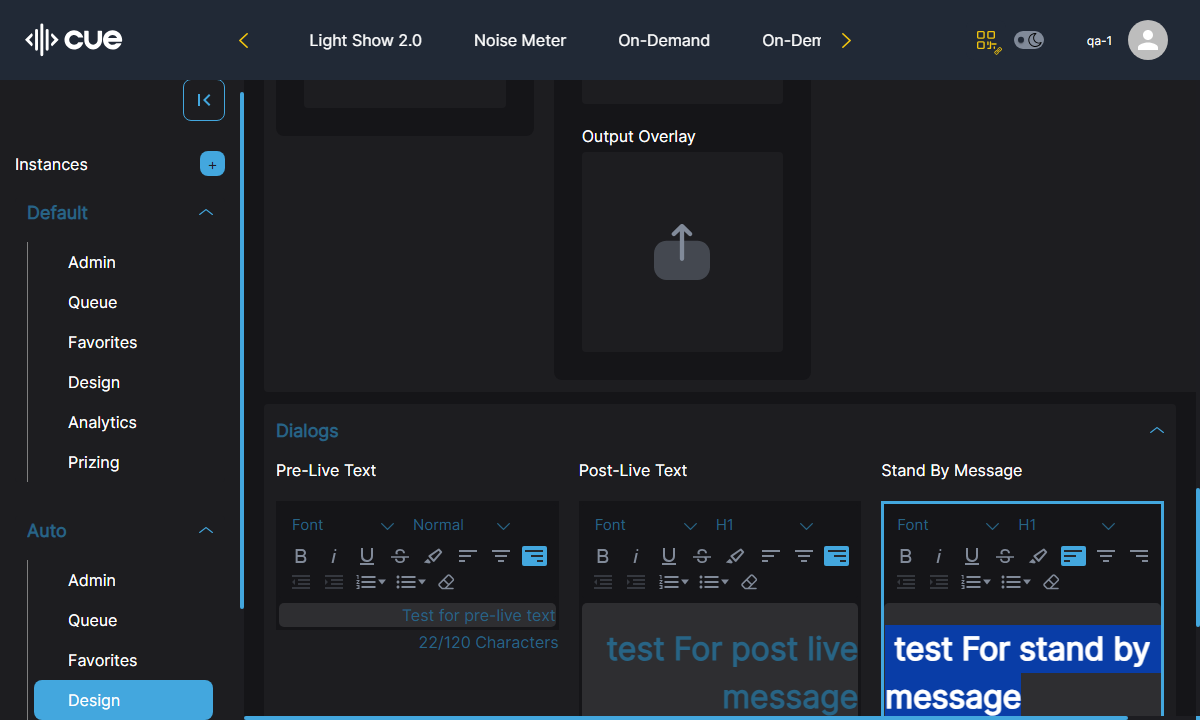 cue
Light Show 2.0
Noise Meter
On-Demand
On-Dem
qa-1
Instances
+
Default
Admin
Queue
Favorites
Design
Analytics
Prizing
Auto
Admin
Queue
Favorites
Design
Output Overlay
Dialogs
Pre-Live Text
Font
Normal
B i U S
Test for pre-live text
22/120 Characters
Post-Live Text
Font
H1
B i U S
test For post live
message
Stand By Message
Font
H1
B i U S
test For stand by
message